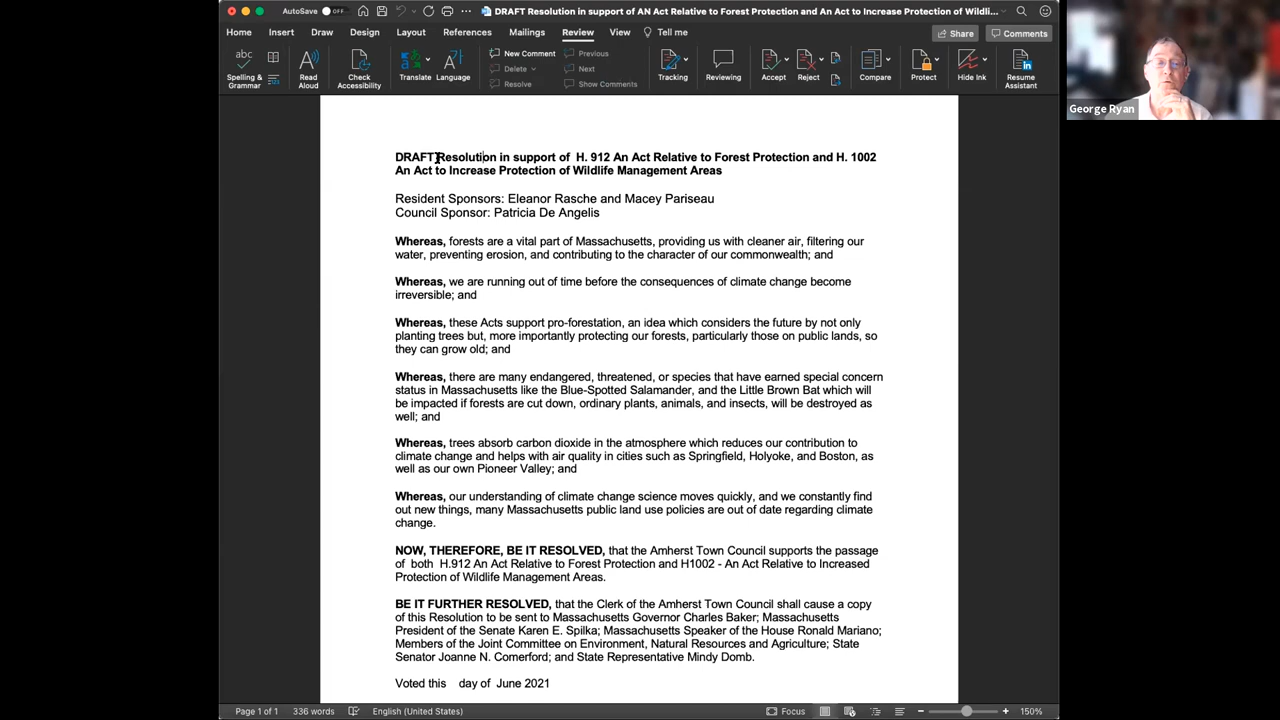 AutoSave OFF
DRAFT Resolution in support of AN Act Relative to Forest Protection and An Act to Increase Protection of Wildli...
Home Insert Draw Design Layout References Mailings Review View Tell me
Share Comments
abc
Spelling & Grammar
Read Aloud
Check Accessibility
Translate
Language
New Comment
Delete
Resolve
Previous
Next
Show Comments
Tracking
Reviewing
Accept
Reject
Compare
Protect
Hide Ink
Resume Assistant
George Ryan
DRAFT Resolution in support of H. 912 An Act Relative to Forest Protection and H. 1002
An Act to Increase Protection of Wildlife Management Areas
Resident Sponsors: Eleanor Rasche and Macey Pariseau
Council Sponsor: Patricia De Angelis
Whereas, forests are a vital part of Massachusetts, providing us with cleaner air, filtering our
water, preventing erosion, and contributing to the character of our commonwealth; and
Whereas, we are running out of time before the consequences of climate change become
irreversible; and
Whereas, these Acts support pro-forestation, an idea which considers the future by not only
planting trees but, more importantly protecting our forests, particularly those on public lands, so
they can grow old; and
Whereas, there are many endangered, threatened, or species that have earned special concern
status in Massachusetts like the Blue-Spotted Salamander, and the Little Brown Bat which will
be impacted if forests are cut down, ordinary plants, animals, and insects, will be destroyed as
well; and
Whereas, trees absorb carbon dioxide in the atmosphere which reduces our contribution to
climate change and helps with air quality in cities such as Springfield, Holyoke, and Boston, as
well as our own Pioneer Valley; and
Whereas, our understanding of climate change science moves quickly, and we constantly find
out new things, many Massachusetts public land use policies are out of date regarding climate
change.
NOW, THEREFORE, BE IT RESOLVED, that the Amherst Town Council supports the passage
of both H.912 An Act Relative to Forest Protection and H1002 - An Act Relative to Increased
Protection of Wildlife Management Areas.
BE IT FURTHER RESOLVED, that the Clerk of the Amherst Town Council shall cause a copy
of this Resolution to be sent to Massachusetts Governor Charles Baker; Massachusetts
President of the Senate Karen E. Spilka; Massachusetts Speaker of the House Ronald Mariano;
Members of the Joint Committee on Environment, Natural Resources and Agriculture; State
Senator Joanne N. Comerford; and State Representative Mindy Domb.
Voted this day of June 2021
Page 1 of 1 336 words English (United States) Focus 150%